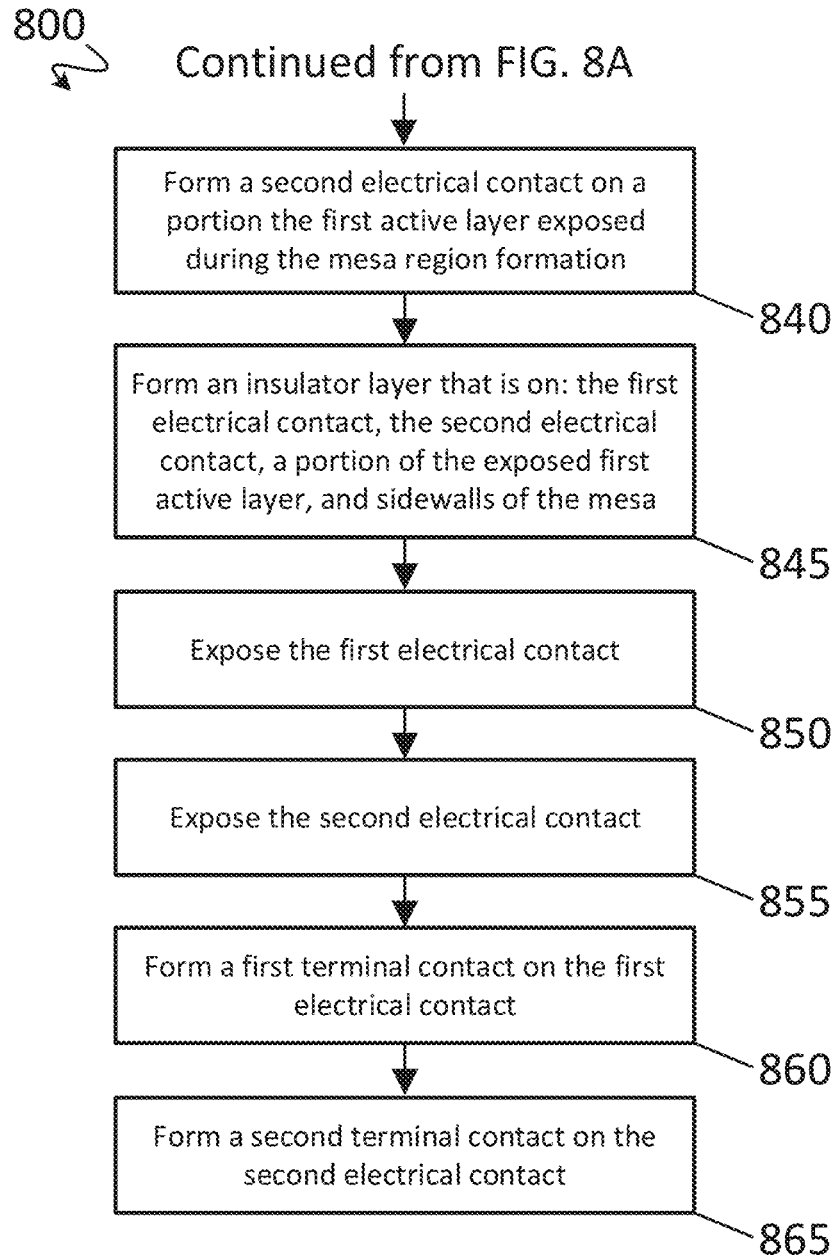 800
Continued from FIG. 8A
Form a second electrical contact on a
portion the first active layer exposed
during the mesa region formation
840
Form an insulator layer that is on: the first
electrical contact, the second electrical
contact, a portion of the exposed first
active layer, and sidewalls of the mesa
845
Expose the first electrical contact
850
Expose the second electrical contact
855
Form a first terminal contact on the first
electrical contact
860
Form a second terminal contact on the
second electrical contact
865